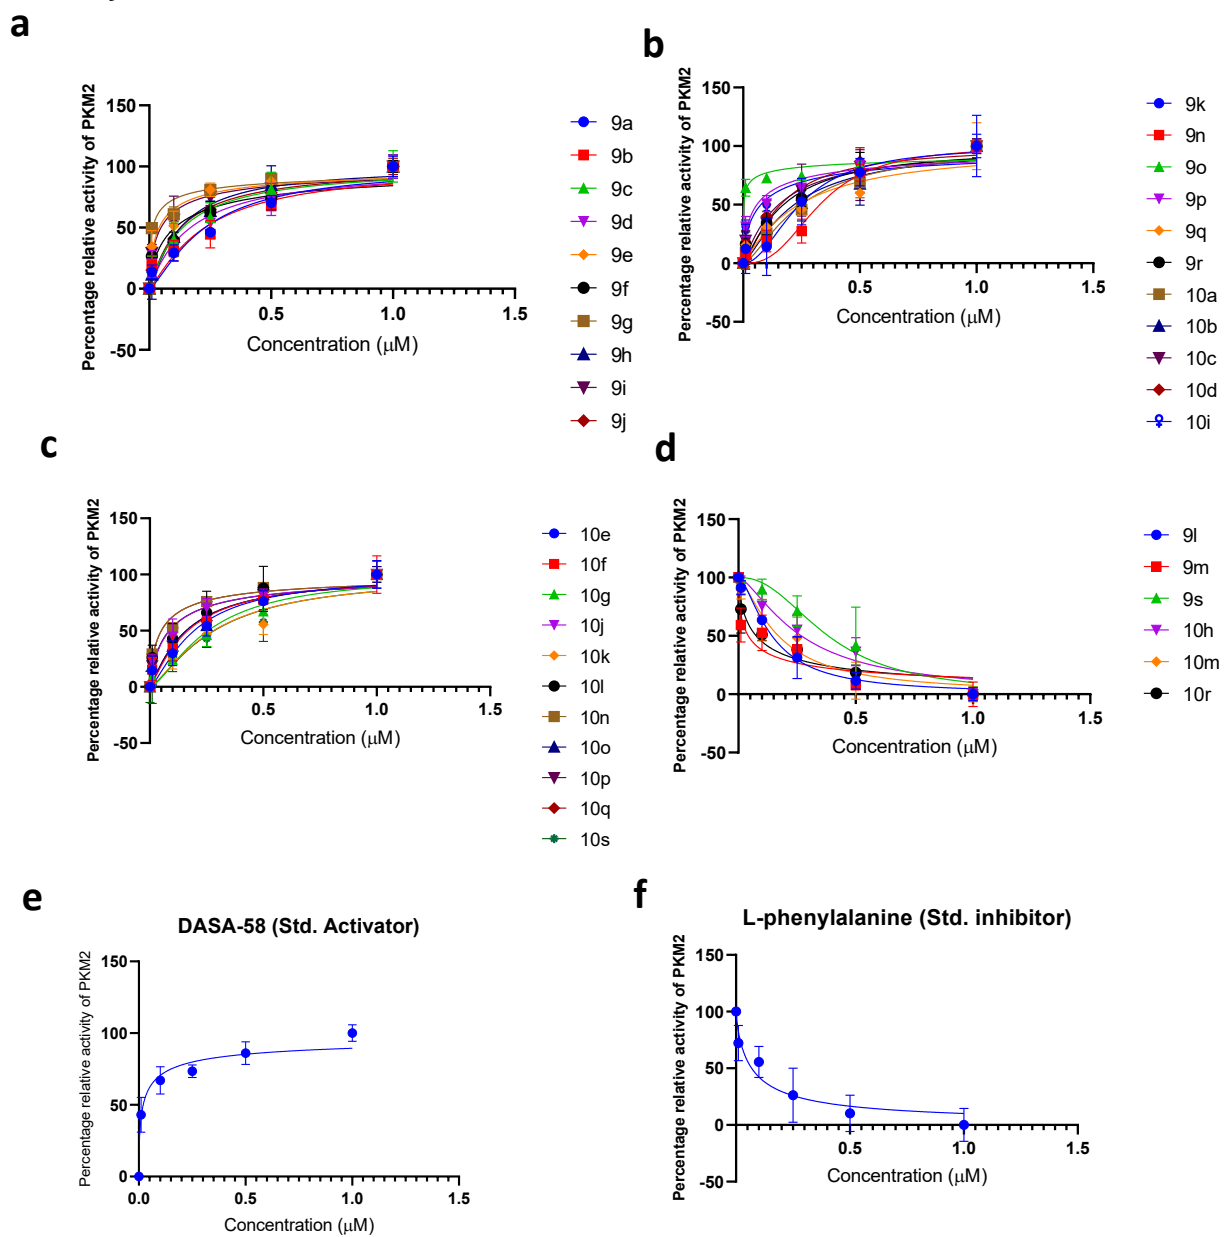 a
Percentage relative activity of PKM2
150
100
50
0
-50
0.5
1.0
1.5
Concentration (μM)
9a
9b
9c
9d
9e
9f
9g
9h
9i
9j
b
Percentage relative activity of PKM2
150
100
50
0
-50
0.5
1.0
1.5
Concentration (μM)
9k
9n
9o
9p
9q
9r
10a
10b
10c
10d
10i
c
Percentage relative activity of PKM2
150
100
50
0
-50
0.5
1.0
1.5
Concentration (μM)
10e
10f
10g
10j
10k
10l
10n
10o
10p
10q
10s
d
Percentage relative activity of PKM2
150
100
50
0
-50
0.5
1.0
1.5
Concentration (μM)
9l
9m
9s
10h
10m
10r
e
DASA-58 (Std. Activator)
Percentage relative activity of PKM2
150
100
50
0
0.0
0.5
1.0
1.5
Concentration (μM)
f
L-phenylalanine (Std. inhibitor)
Percentage relative activity of PKM2
150
100
50
0
-50
0.5
1.0
1.5
Concentration (μM)